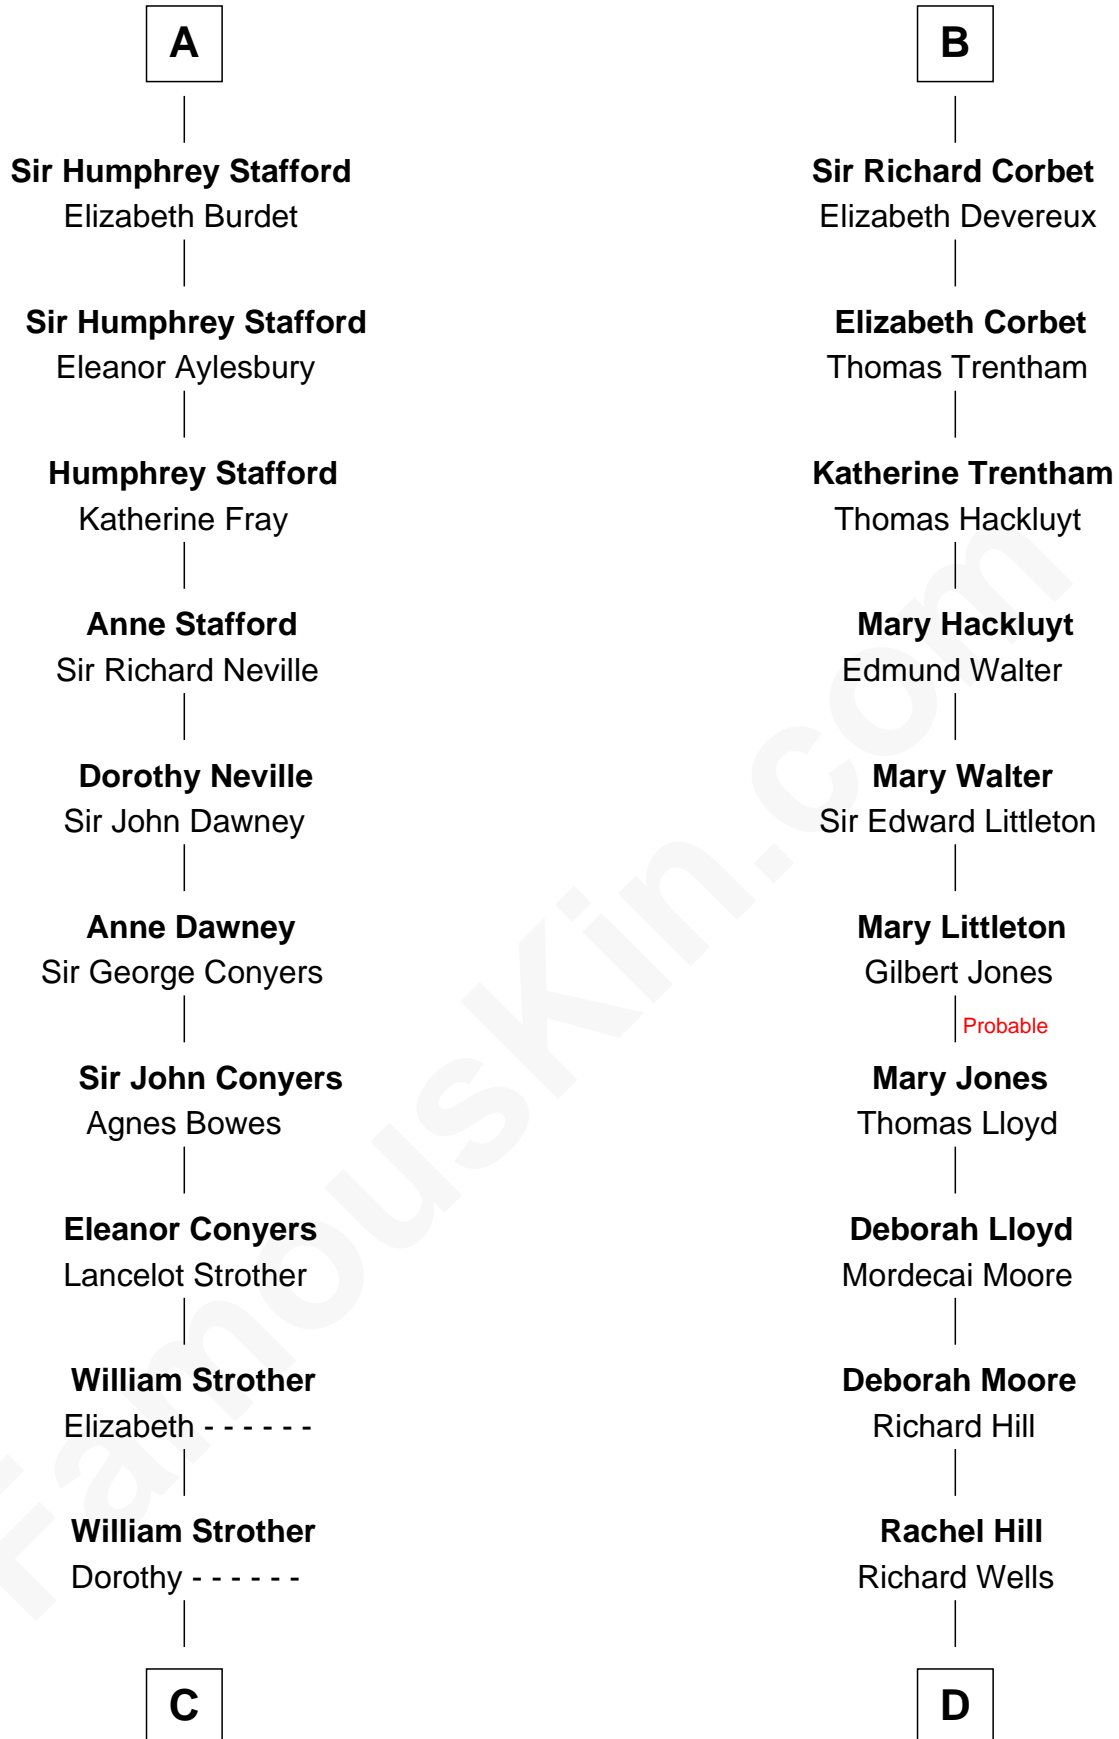 A
Sir Humphrey Stafford
Elizabeth Burdet
Sir Humphrey Stafford
Eleanor Aylesbury
Humphrey Stafford
Katherine Fray
Anne Stafford
Sir Richard Neville
Dorothy Neville
Sir John Dawney
Anne Dawney
Sir George Conyers
Sir John Conyers
Agnes Bowes
Eleanor Conyers
Lancelot Strother
William Strother
Elizabeth - - - - - -
William Strother
Dorothy - - - - - -
C
B
Sir Richard Corbet
Elizabeth Devereux
Elizabeth Corbet
Thomas Trentham
Katherine Trentham
Thomas Hackluyt
Mary Hackluyt
Edmund Walter
Mary Walter
Sir Edward Littleton
Mary Littleton
Gilbert Jones
Probable
Mary Jones
Thomas Lloyd
Deborah Lloyd
Mordecai Moore
Deborah Moore
Richard Hill
Rachel Hill
Richard Wells
D
FamousKin.com